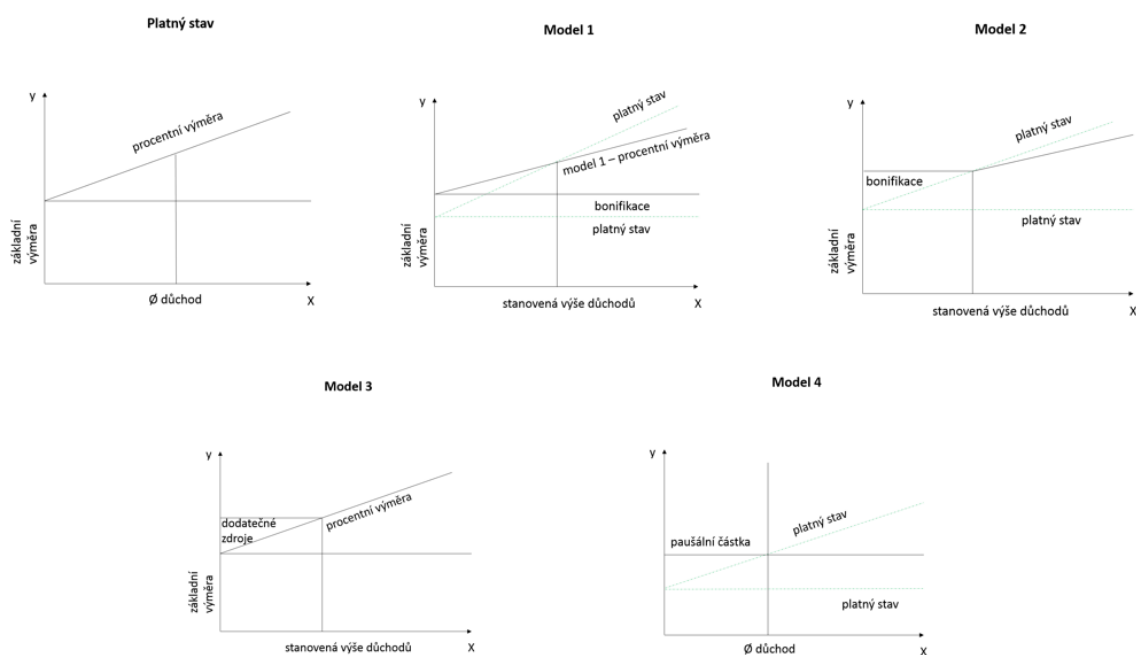 Platný stav
y
procentní výměra
základní
výměra
Ø důchod
X
Model 1
y
platný stav
model 1 – procentní výměra
bonifikace
platný stav
základní
výměra
stanovená výše důchodů
X
Model 2
y
platný stav
bonifikace
platný stav
základní
výměra
stanovená výše důchodů
X
Model 3
y
dodatečné
zdroje
procentní výměra
základní
výměra
stanovená výše důchodů
X
Model 4
y
platný stav
paušální částka
platný stav
Ø důchod
X